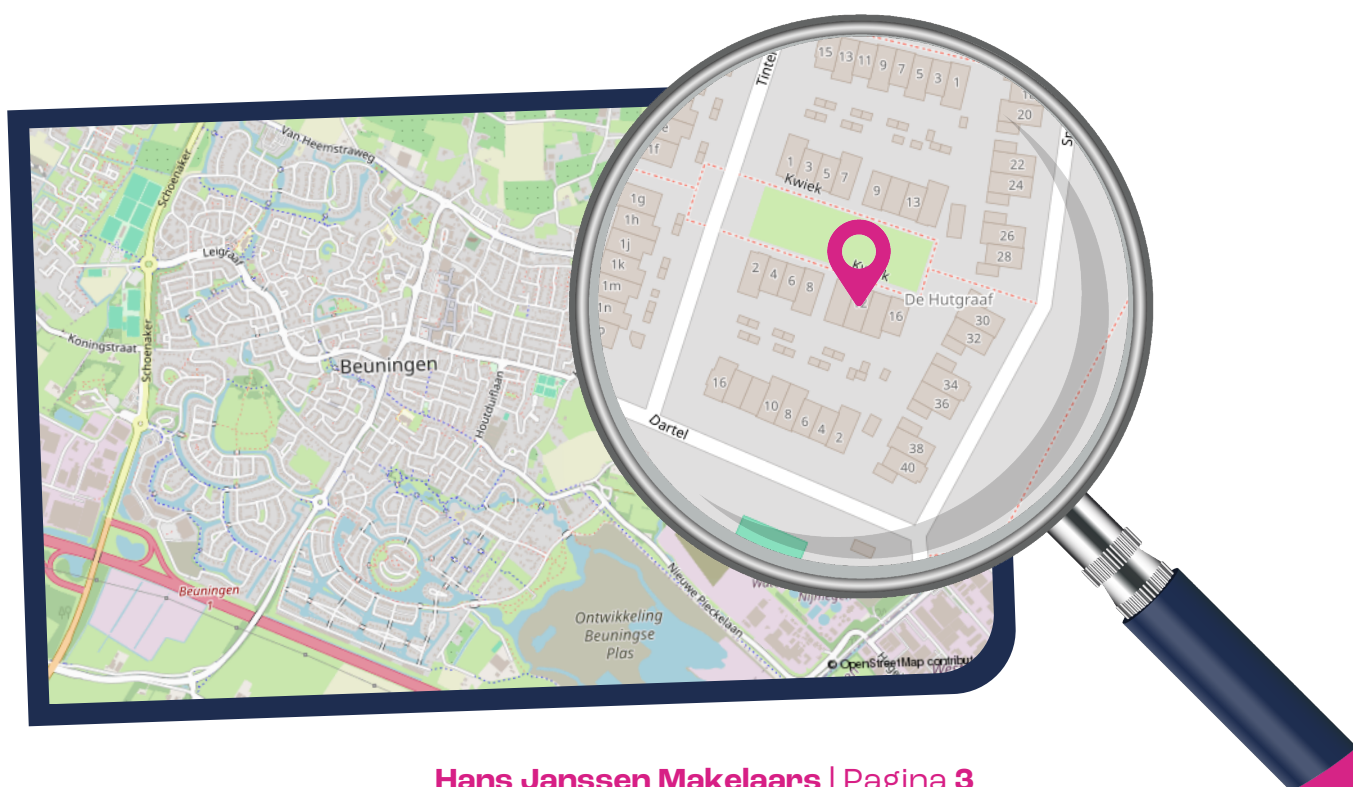 Van Heemstraweg
Schoenaker
Leigraaf
Koningstraat
Schoenaker
Beuningen
Houtduiflaan
Beuningen
1
Nieuwe Pieckelaan
Ontwikkeling
Beuningse
Plas
© OpenStreetMap contribut
15 13 11 9 7 5 3 1
20
1f
22
24
1 3 5 7
Kwiek
9 13
1g
1h
1j
1k
1m
1n
26
28
2 4 6 8
16
De Hutgraaf
30
32
34
36
16 10 8 6 4 2
Dartel
38
40
Hans Janssen Makelaars | Pagina 3